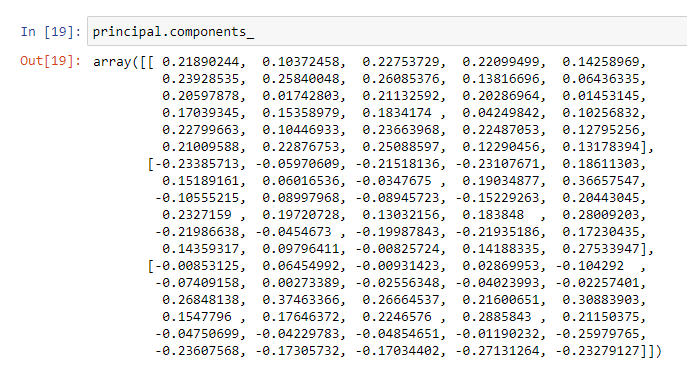 In [19]: principal.components_
Out[19]: array([[ 0.21890244, 0.10372458, 0.22753729, 0.22099499, 0.14258969,
0.23928535, 0.25840048, 0.26085376, 0.13816696, 0.06436335,
0.20597878, 0.01742803, 0.21132592, 0.20286964, 0.01453145,
0.17039345, 0.15358979, 0.1834174 , 0.04249842, 0.10256832,
0.22799663, 0.10446933, 0.23663968, 0.22487053, 0.12795256,
0.21009588, 0.22876753, 0.25088597, 0.12290456, 0.13178394],
[-0.23385713, -0.05970609, -0.21518136, -0.23107671, 0.18611303,
0.15189161, 0.06016536, -0.0347675 , 0.19034877, 0.36657547,
-0.10555215, 0.08997968, -0.08945723, -0.15229263, 0.20443045,
0.2327159 , 0.19720728, 0.13032156, 0.183848 , 0.28009203,
-0.21986638, -0.0454673 , -0.19987843, -0.21935186, 0.17230435,
0.14359317, 0.09796411, -0.00825724, 0.14188335, 0.27533947],
[-0.00853125, 0.06454992, -0.00931423, 0.02869953, -0.104292 ,
-0.07409158, 0.00273389, -0.02556348, -0.04023993, -0.02257401,
0.26848138, 0.37463366, 0.26664537, 0.21600651, 0.30883903,
0.1547796 , 0.17646372, 0.2246576 , 0.2885843 , 0.21150375,
-0.04750699, -0.04229783, -0.04854651, -0.01190232, -0.25979765,
-0.23607568, -0.17305732, -0.17034402, -0.27131264, -0.23279127]])